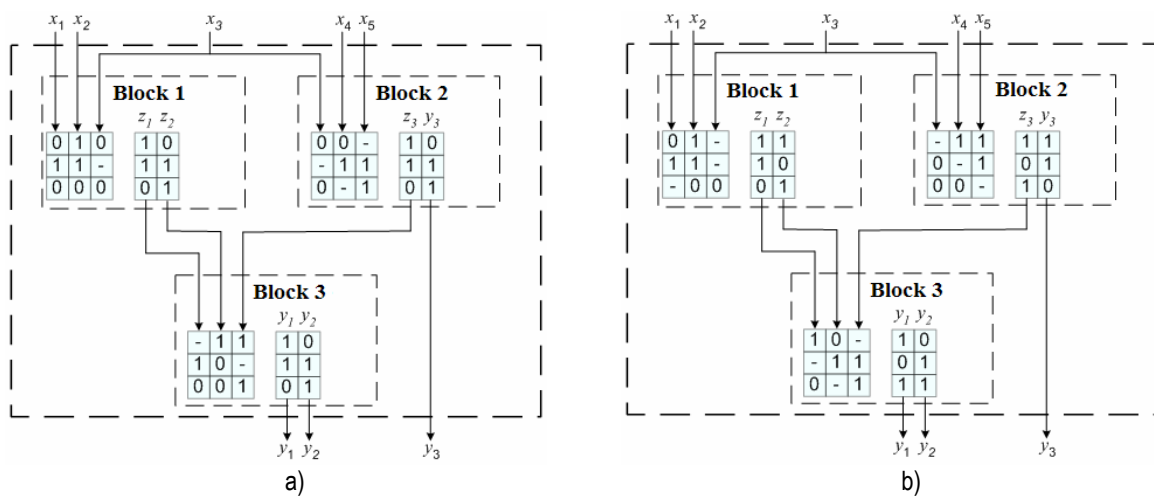 x1 x2 x3 x4 x5
Block 1
z1 z2
0 1 0 1 0
1 1 - 1 1
0 0 0 0 1
Block 2
z3 y3
0 0 - 1 0
- 1 1 1 1
0 - 1 0 1
Block 3
y1 y2
- 1 1 1 0
1 0 - 1 1
0 0 1 0 1
y1 y2 y3
a)
x1 x2 x3 x4 x5
Block 1
z1 z2
0 1 - 1 1
1 1 - 1 0
- 0 0 0 1
Block 2
z3 y3
- 1 1 1 1
0 - 1 0 1
0 0 - 1 0
Block 3
y1 y2
1 0 - 1 0
- 1 1 0 1
0 - 1 1 1
y1 y2 y3
b)